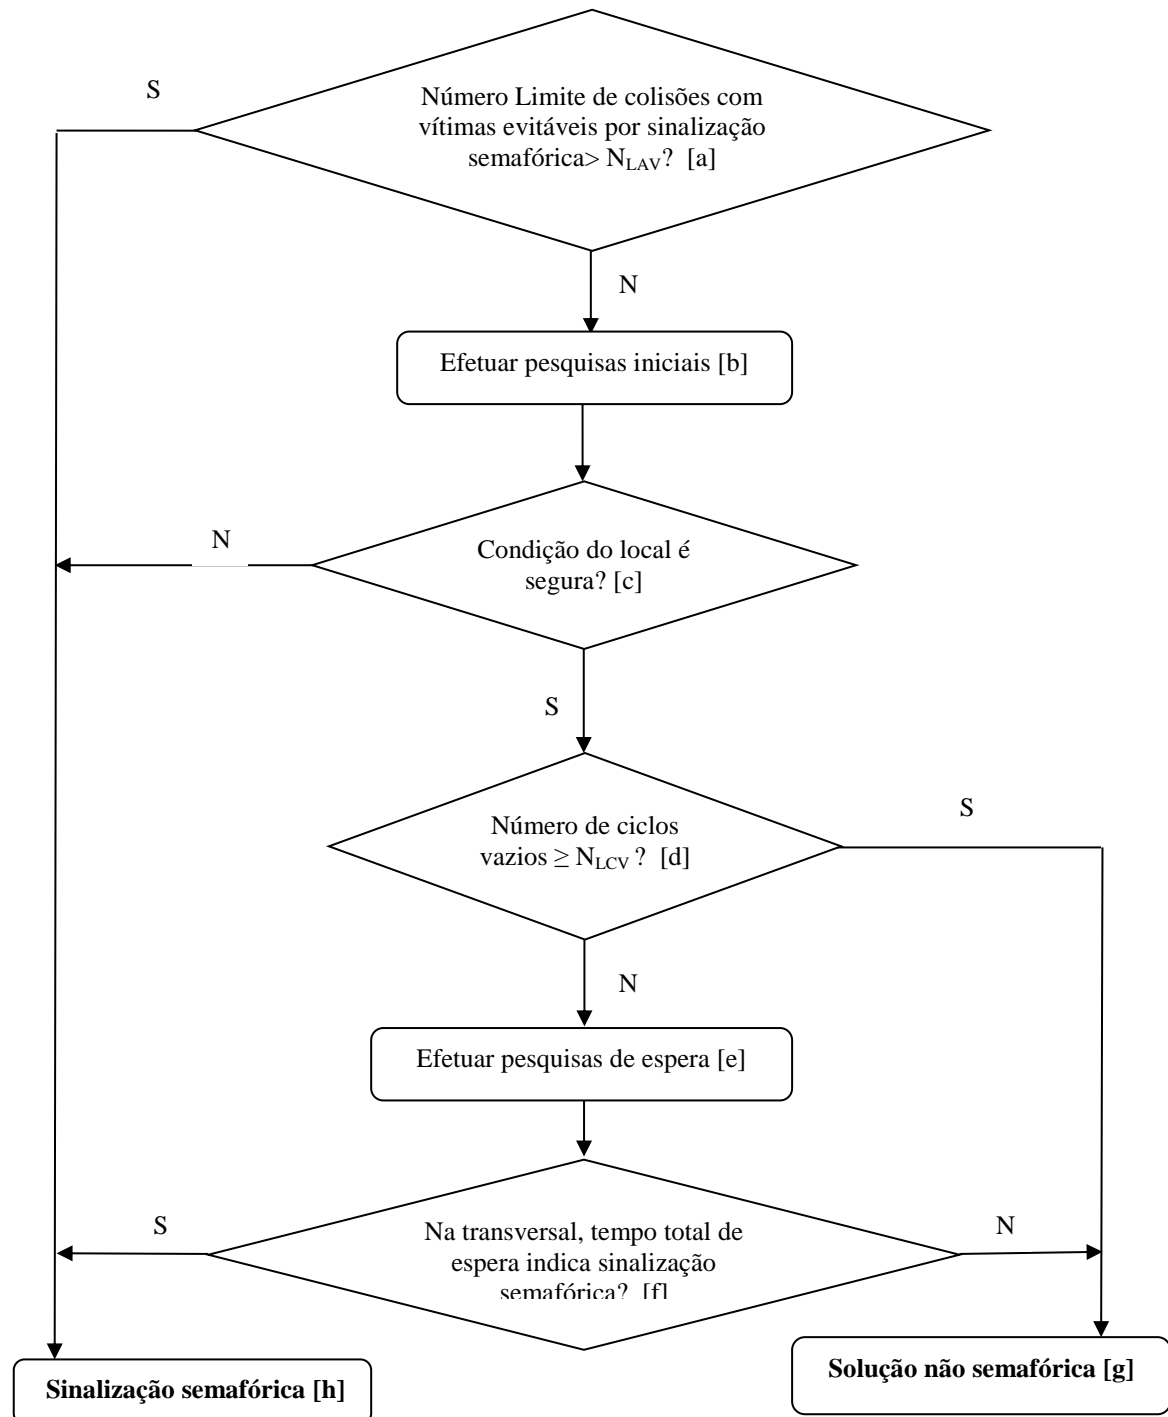 S
Número Limite de colisões com
vítimas evitáveis por sinalização
semafórica> NLAV? [a]
N
Efetuar pesquisas iniciais [b]
N
Condição do local é
segura? [c]
S
Número de ciclos
vazios ≥ NLCV ? [d]
S
N
Efetuar pesquisas de espera [e]
S
Na transversal, tempo total de
espera indica sinalização
semafórica? [f]
N
Solução não semafórica [g]
Sinalização semafórica [h]